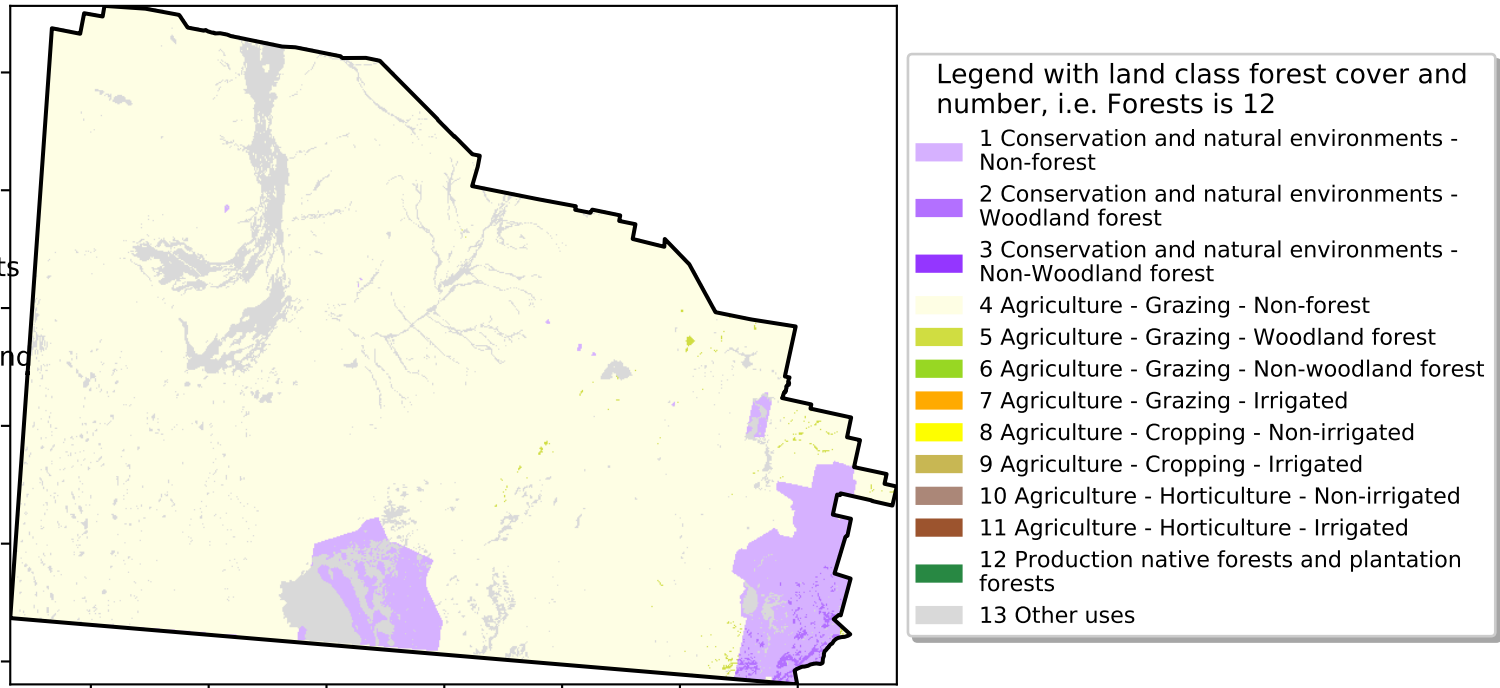 Legend with land class forest cover and
number, i.e. Forests is 12
1 Conservation and natural environments -
Non-forest
2 Conservation and natural environments -
Woodland forest
3 Conservation and natural environments -
Non-Woodland forest
4 Agriculture - Grazing - Non-forest
5 Agriculture - Grazing - Woodland forest
6 Agriculture - Grazing - Non-woodland forest
7 Agriculture - Grazing - Irrigated
8 Agriculture - Cropping - Non-irrigated
9 Agriculture - Cropping - Irrigated
10 Agriculture - Horticulture - Non-irrigated
11 Agriculture - Horticulture - Irrigated
12 Production native forests and plantation
forests
13 Other uses